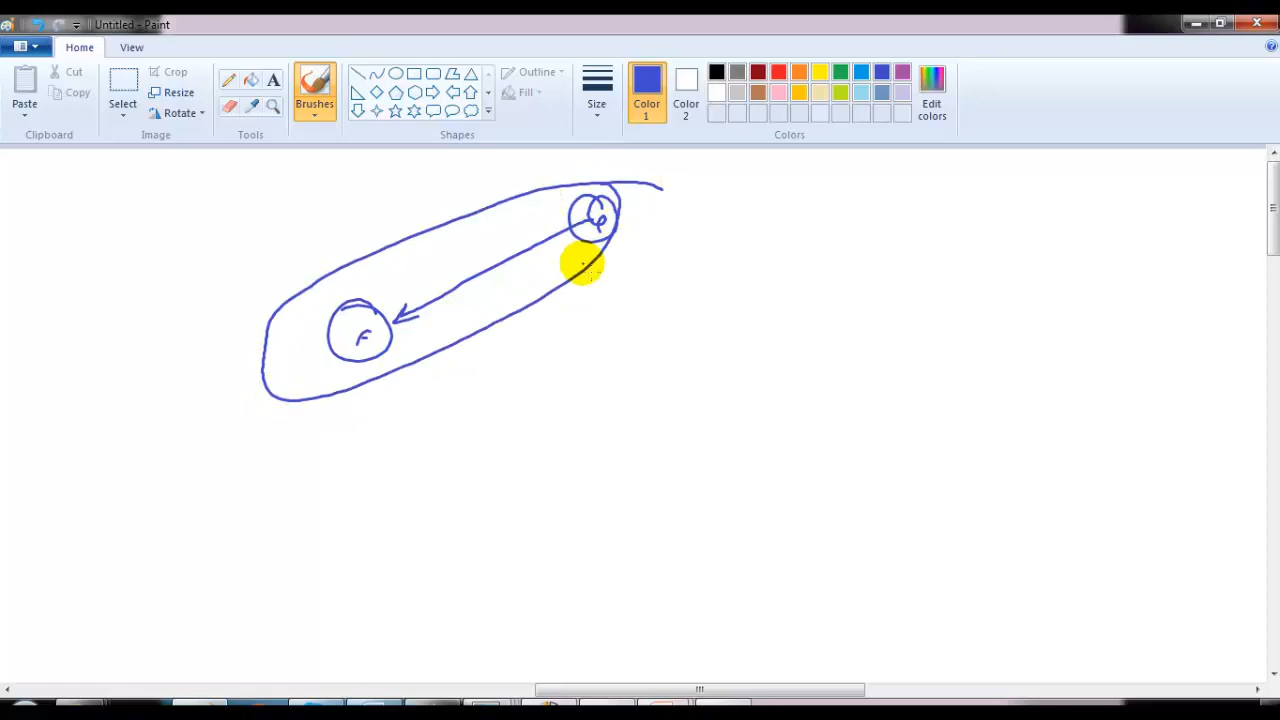 Untitled - Paint
Home View
Paste Cut Copy Clipboard
Select Crop Resize Rotate Image
A Tools
Brushes
Shapes
Outline Fill
Size
Color 1
Color 2
Edit colors
Colors
F